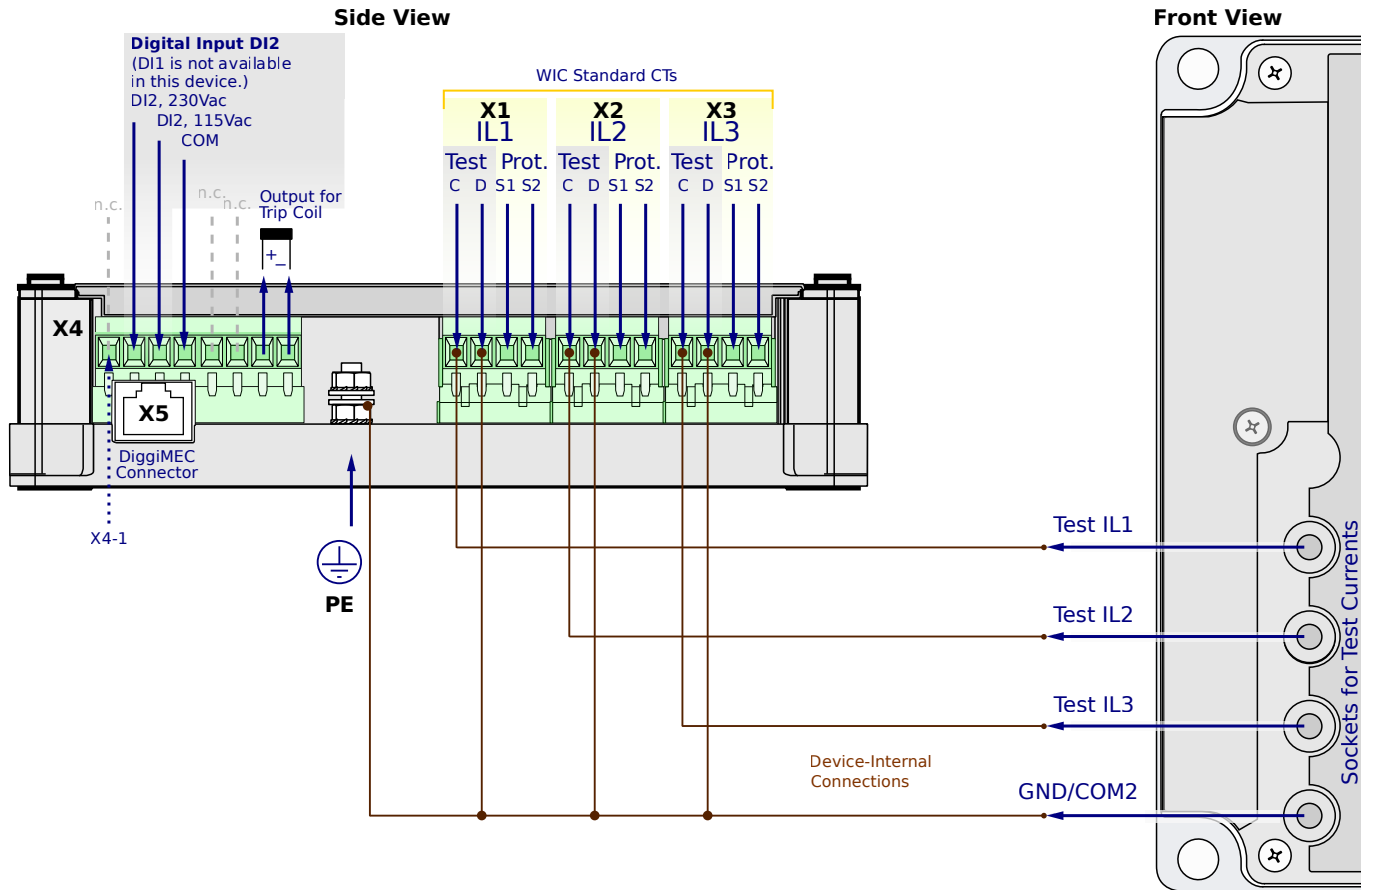 Side View
Front View
Digital Input DI2
(DI1 is not available
in this device.)
DI2, 230Vac
DI2, 115Vac
COM
n.c.
n.c.
n.c.
Output for
Trip Coil
+
−
WIC Standard CTs
X1
IL1
Test Prot.
C D S1 S2
X2
IL2
Test Prot.
C D S1 S2
X3
IL3
Test Prot.
C D S1 S2
X4
X5
DiggiMEC
Connector
X4-1
PE
Test IL1
Test IL2
Test IL3
GND/COM2
Device-Internal
Connections
Sockets for Test Currents